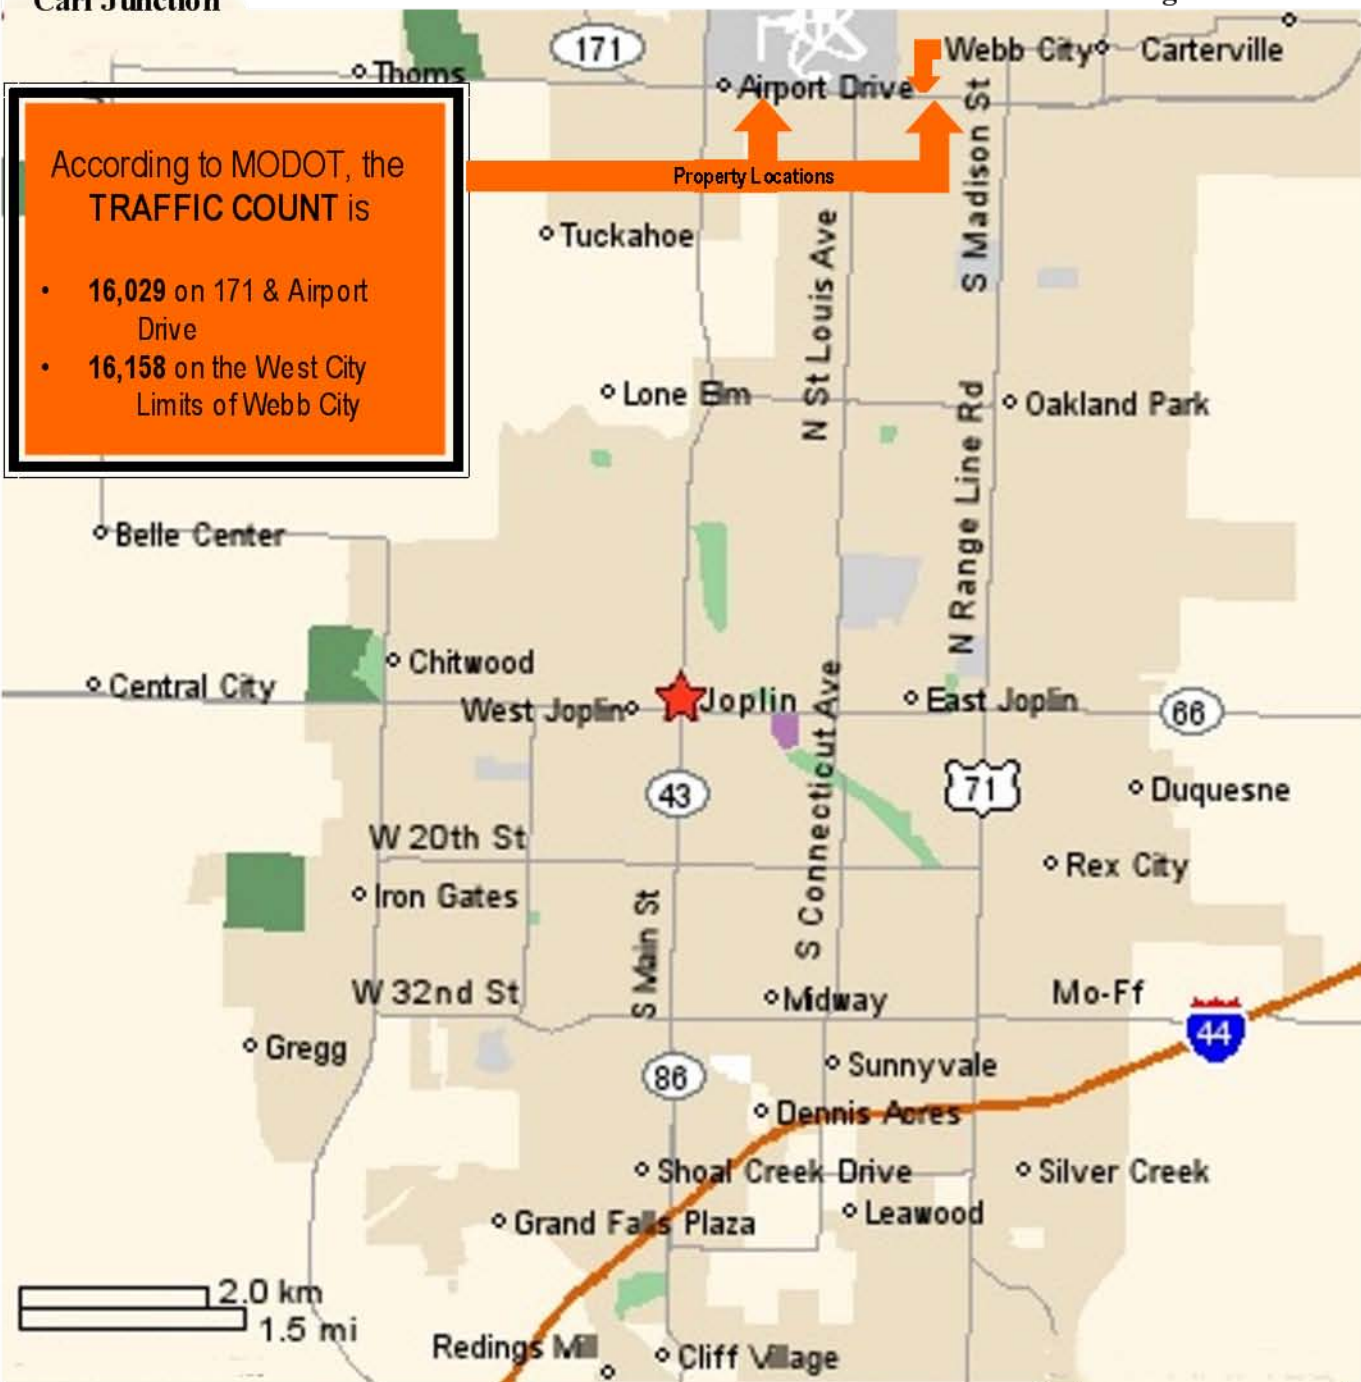 Carl Junction
171
Webb City
Carterville
Thoms
Airport Drive
According to MODOT, the
TRAFFIC COUNT is
• 16,029 on 171 & Airport
Drive
• 16,158 on the West City
Limits of Webb City
Property Locations
S Madison St
Tuckahoe
N St Louis Ave
Lone Elm
Oakland Park
N Range Line Rd
Belle Center
Chitwood
Central City
West Joplin
Joplin
East Joplin
66
S Connecticut Ave
43
71
Duquesne
W 20th St
Rex City
Iron Gates
S Main St
W 32nd St
Midway
Mo-Ff
44
Gregg
Sunnyvale
86
Dennis Acres
Shoal Creek Drive
Silver Creek
Leawood
Grand Falls Plaza
2.0 km
1.5 mi
Redings Mill
Cliff Village